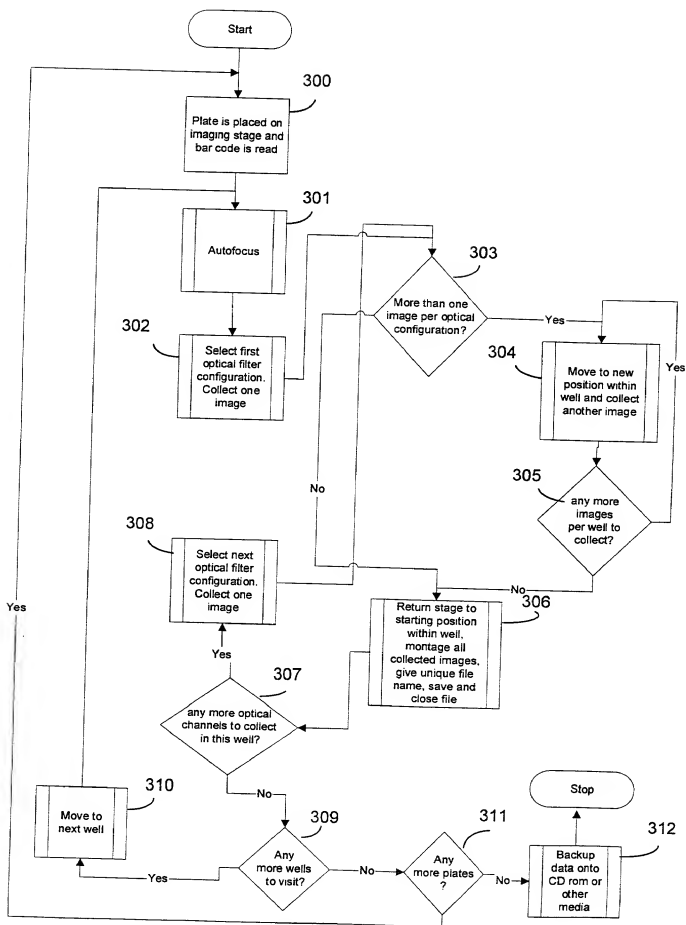 Start
300
Plate is placed on
imaging stage and
bar code is read
301
Autofocus
302
Select first
optical filter
configuration.
Collect one
image
303
More than one
image per optical
configuration?
Yes
304
Move to new
position within
well and collect
another image
Yes
305
any more
images
per well to
collect?
No
No
306
Return stage to
starting position
within well,
montage all
collected images,
give unique file
name, save and
close file
308
Select next
optical filter
configuration.
Collect one
image
Yes
307
any more optical
channels to collect
in this well?
No
Yes
310
Move to
next well
309
Any
more wells
to visit?
Yes
No
311
Any
more plates
?
No
312
Backup
data onto
CD rom or
other
media
Stop